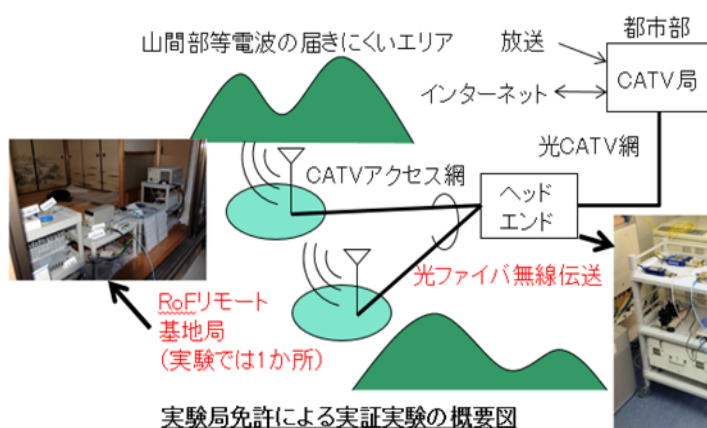 山間部等電波の届きにくいエリア
放送
都市部
CATV局
インターネット
光CATV網
CATVアクセス網
ヘッド
エンド
光ファイバ無線伝送
RoFリモート
基地局
(実験では1か所)
実験局免許による実証実験の概要図